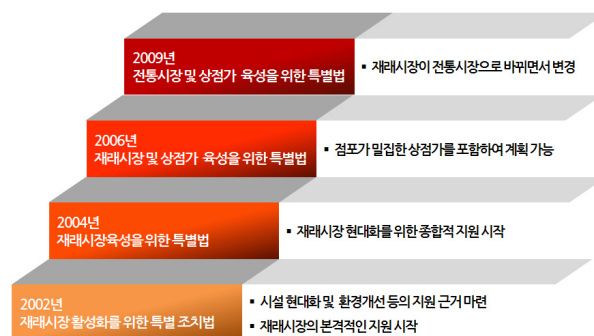 2009년
전통시장 및 상점가 육성을 위한 특별법
▪ 재래시장이 전통시장으로 바뀌면서 변경
2006년
재래시장 및 상점가 육성을 위한 특별법
▪ 점포가 밀집한 상점가를 포함하여 계획 가능
2004년
재래시장육성을 위한 특별법
▪ 재래시장 현대화를 위한 종합적 지원 시작
2002년
재래시장 활성화를 위한 특별 조치법
▪ 시설 현대화 및 환경개선 등의 지원 근거 마련
▪ 재래시장의 본격적인 지원 시작